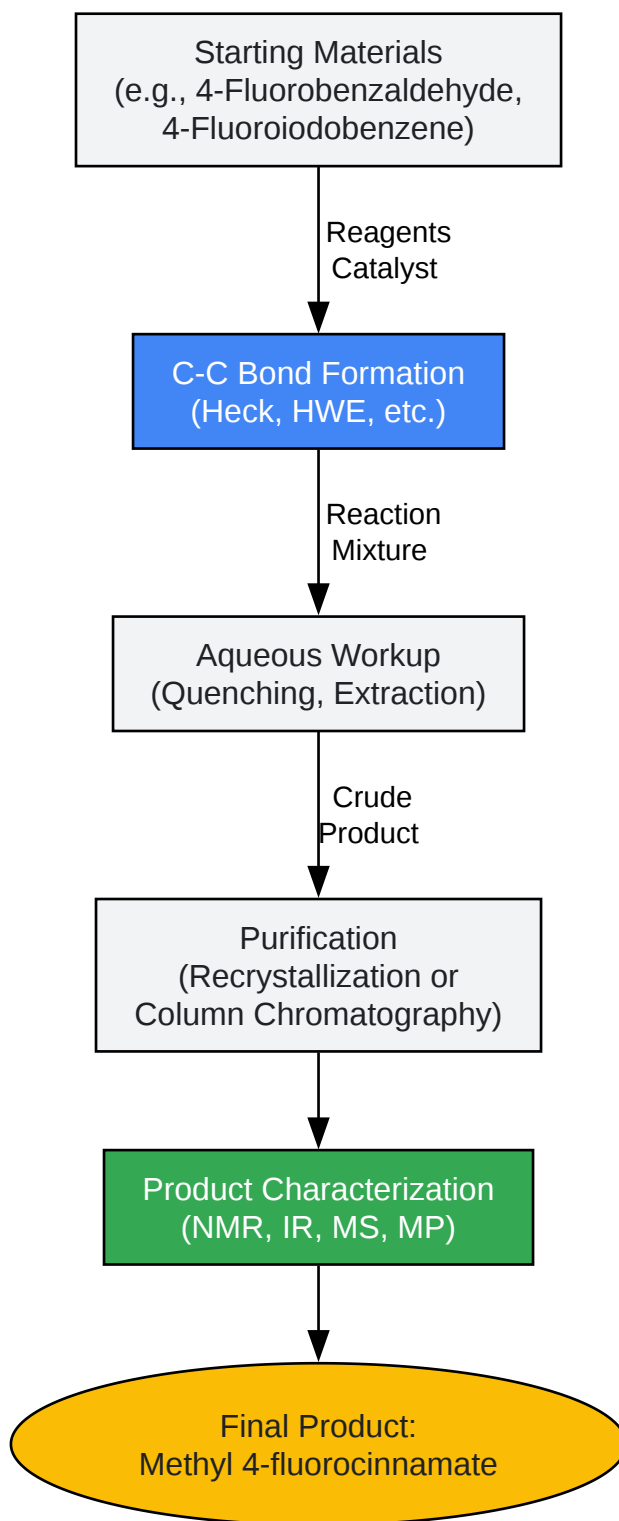 Starting Materials
(e.g., 4-Fluorobenzaldehyde,
4-Fluoroiodobenzene)
Reagents
Catalyst
C-C Bond Formation
(Heck, HWE, etc.)
Reaction
Mixture
Aqueous Workup
(Quenching, Extraction)
Crude
Product
Purification
(Recrystallization or
Column Chromatography)
Product Characterization
(NMR, IR, MS, MP)
Final Product:
Methyl 4-fluorocinnamate